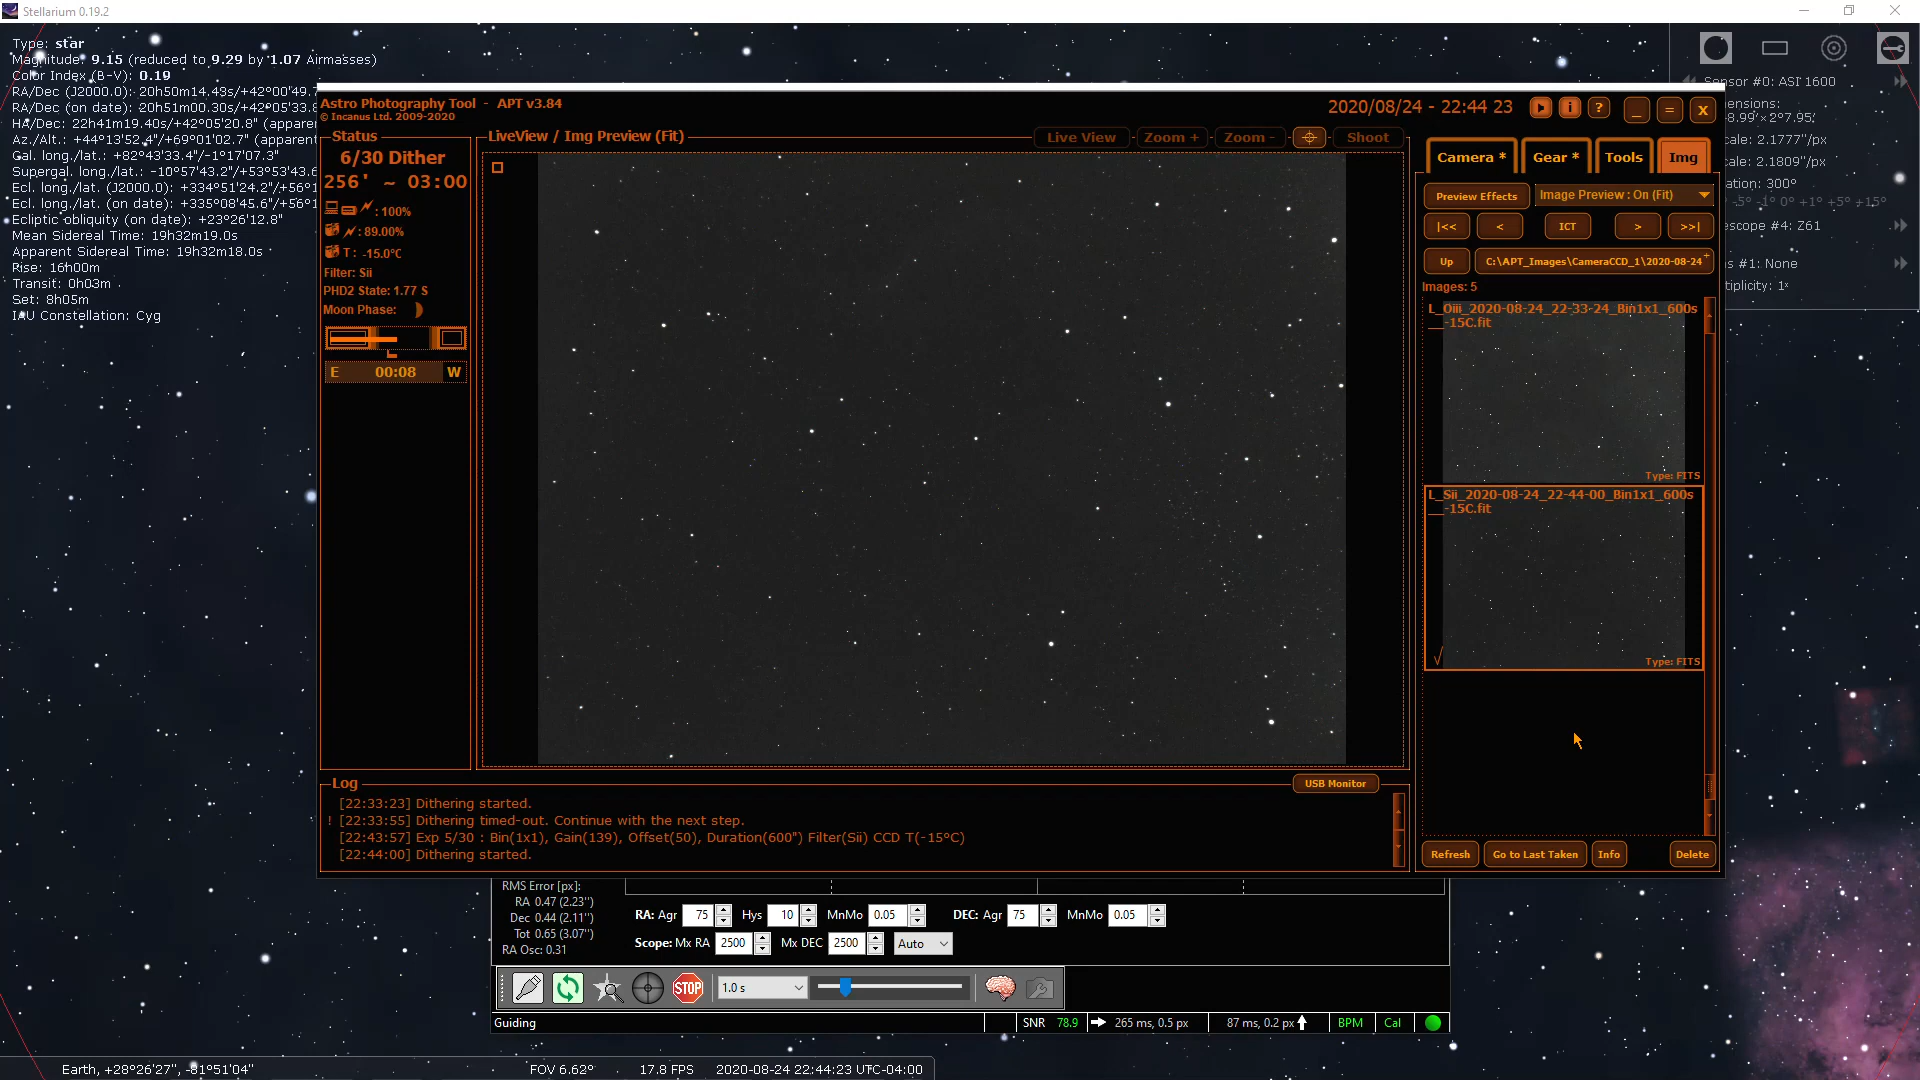 Stellarium 0.19.2
Type: star
Magnitude: 9.15 (reduced to 9.29 by 1.07 Airmasses)
Color Index (B-V): 0.19
RA/Dec (J2000.0): 20h50m14.43s/+42°00'49.7
RA/Dec (on date): 20h51m00.30s/+42°05'33.8
HA/Dec: 22h41m19.40s/+42°05'20.8" (apparen
Az./Alt.: +44°13'52.4"/+69°01'02.7" (apparent
Gal. long./lat.: +82°43'33.4"/-1°17'07.3"
Supergal. long./lat.: -10°57'43.2"/+53°53'43.6
Ecl. long./lat. (J2000.0): +334°51'24.2"/+56°1
Ecl. long./lat. (on date): +335°08'45.6"/+56°1
Ecliptic obliquity (on date): +23°26'12.8"
Mean Sidereal Time: 19h32m19.0s
Apparent Sidereal Time: 19h32m18.0s
Rise: 16h00m
Transit: 0h03m
Set: 8h05m
IAU Constellation: Cyg
Sensor #0: ASI 1600
ensions:
8.99'× 2°7.95'
cale: 2.1777"/px
cale: 2.1809"/px
ation: 300°
-5° -1° 0° +1° +5° +15°
escope #4: Z61
s #1: None
tiplicity: 1×
Astro Photography Tool - APT v3.84
© Incanus Ltd. 2009-2020
2020/08/24 - 22:44 23
i ? _ = X
Status
6/30 Dither
256' ~ 03:00
: 100%
: 89.00%
T: -15.0°C
Filter: Sii
PHD2 State: 1.77 S
Moon Phase:
E 00:08 W
LiveView / Img Preview (Fit)
Live View Zoom + Zoom - Shoot
Camera * Gear * Tools Img
Preview Effects Image Preview : On (Fit)
|<< < ICT > >>|
Up C:\APT_Images\CameraCCD_1\2020-08-24
Images: 5
L_Oiii_2020-08-24_22-33-24_Bin1x1_600s
__-15C.fit
Type: FITS
L_Sii_2020-08-24_22-44-00_Bin1x1_600s
__-15C.fit
√ Type: FITS
Refresh Go to Last Taken Info Delete
Log
USB Monitor
[22:33:23] Dithering started.
! [22:33:55] Dithering timed-out. Continue with the next step.
[22:43:57] Exp 5/30 : Bin(1x1), Gain(139), Offset(50), Duration(600") Filter(Sii) CCD T(-15°C)
[22:44:00] Dithering started.
RMS Error [px]:
RA 0.47 (2.23")
Dec 0.44 (2.11")
Tot 0.65 (3.07")
RA Osc: 0.31
RA: Agr 75 Hys 10 MnMo 0.05 DEC: Agr 75 MnMo 0.05
Scope: Mx RA 2500 Mx DEC 2500 Auto
STOP 1.0 s
Guiding SNR 78.9 265 ms, 0.5 px 87 ms, 0.2 px BPM Cal
Earth, +28°26'27", -81°51'04" FOV 6.62° 17.8 FPS 2020-08-24 22:44:23 UTC-04:00